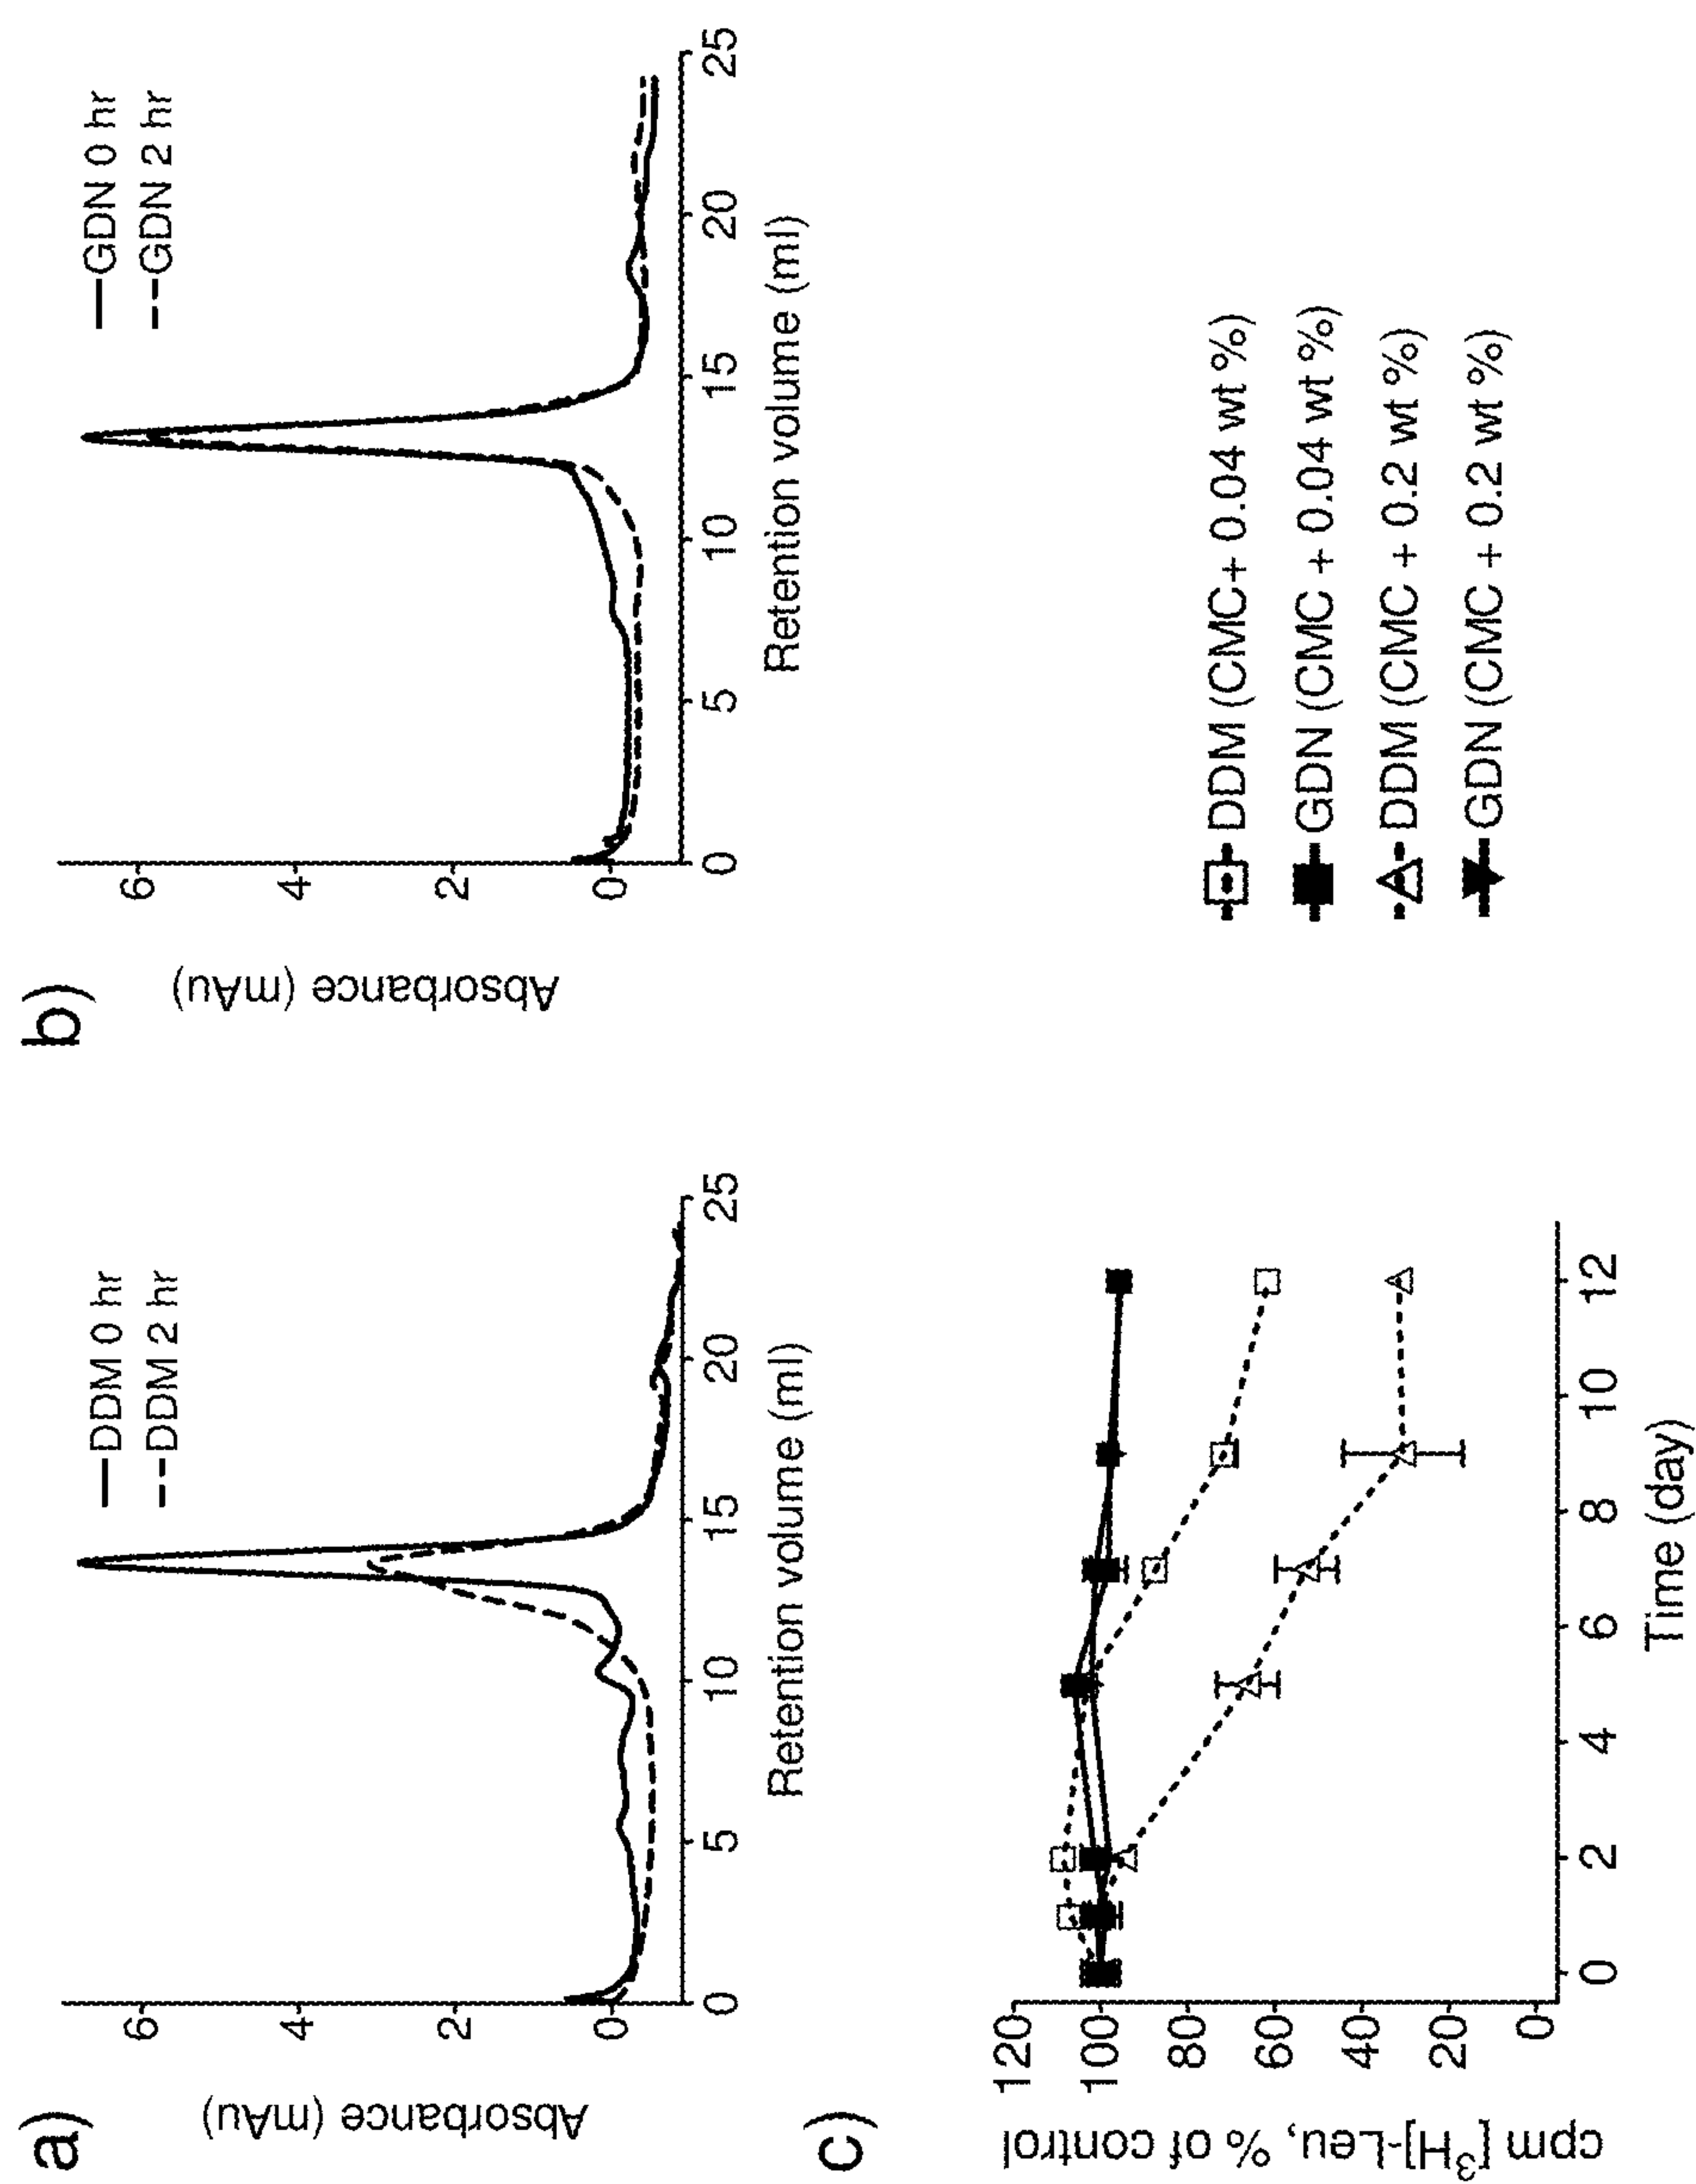 a)
Absorbance (mAu)
6
4
2
0
DDM 0 hr
DDM 2 hr
0 5 10 15 20 25
Retention volume (ml)
b)
Absorbance (mAu)
6
4
2
0
GDN 0 hr
GDN 2 hr
0 5 10 15 20 25
Retention volume (ml)
c)
cpm [³H]-Leu, % of control
120
100
80
60
40
20
0
0 2 4 6 8 10 12
Time (day)
DDM (CMC+ 0.04 wt %)
GDN (CMC + 0.04 wt %)
DDM (CMC + 0.2 wt %)
GDN (CMC + 0.2 wt %)